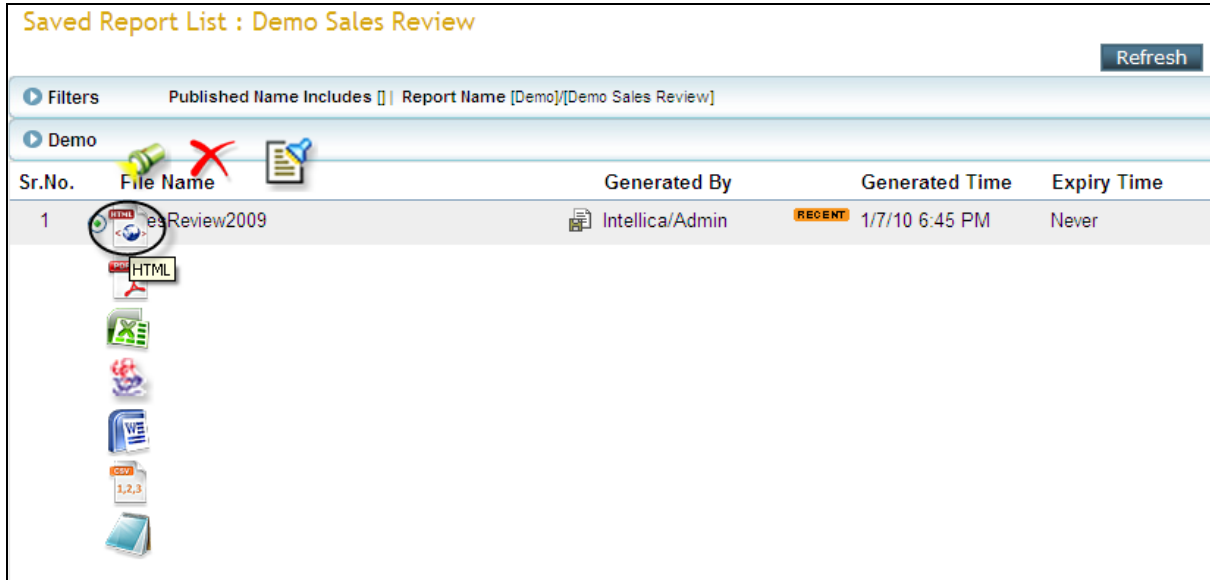 Saved Report List : Demo Sales Review
Refresh
Filters Published Name Includes [] | Report Name [Demo]/[Demo Sales Review]
Demo
Sr.No. File Name Generated By Generated Time Expiry Time
1 HTML esReview2009 Intellica/Admin RECENT 1/7/10 6:45 PM Never
HTML
W
CSV
1,2,3